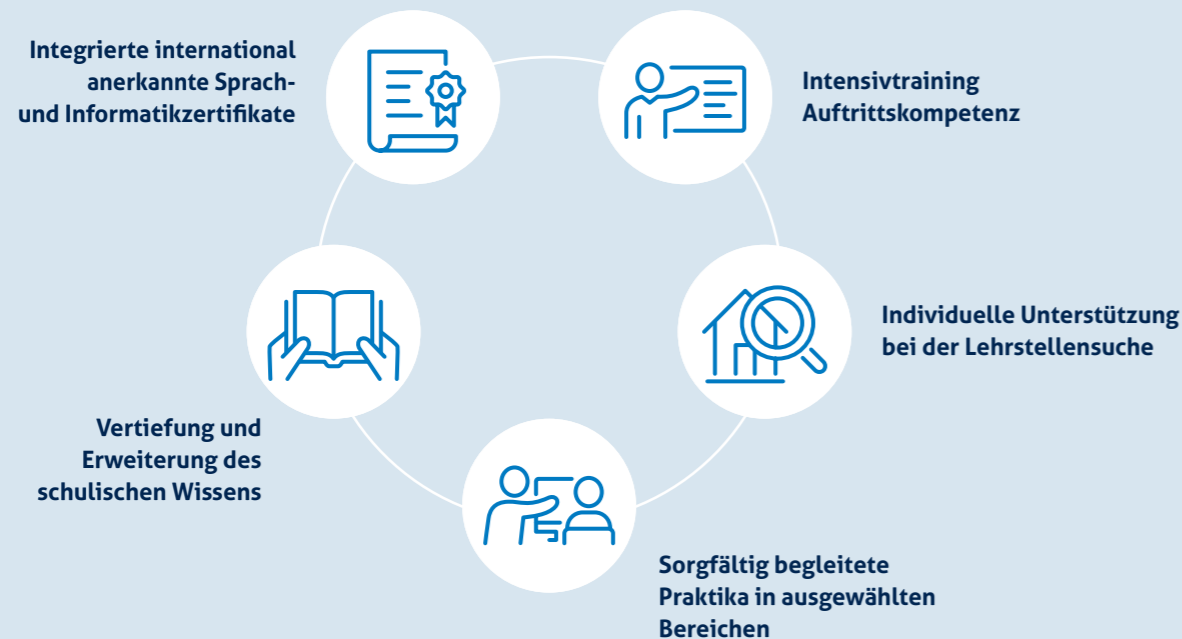 Integrierte international
anerkannte Sprach-
und Informatikzertifikate
Intensivtraining
Auftrittskompetenz
Individuelle Unterstützung
bei der Lehrstellensuche
Sorgfältig begleitete
Praktika in ausgewählten
Bereichen
Vertiefung und
Erweiterung des
schulischen Wissens